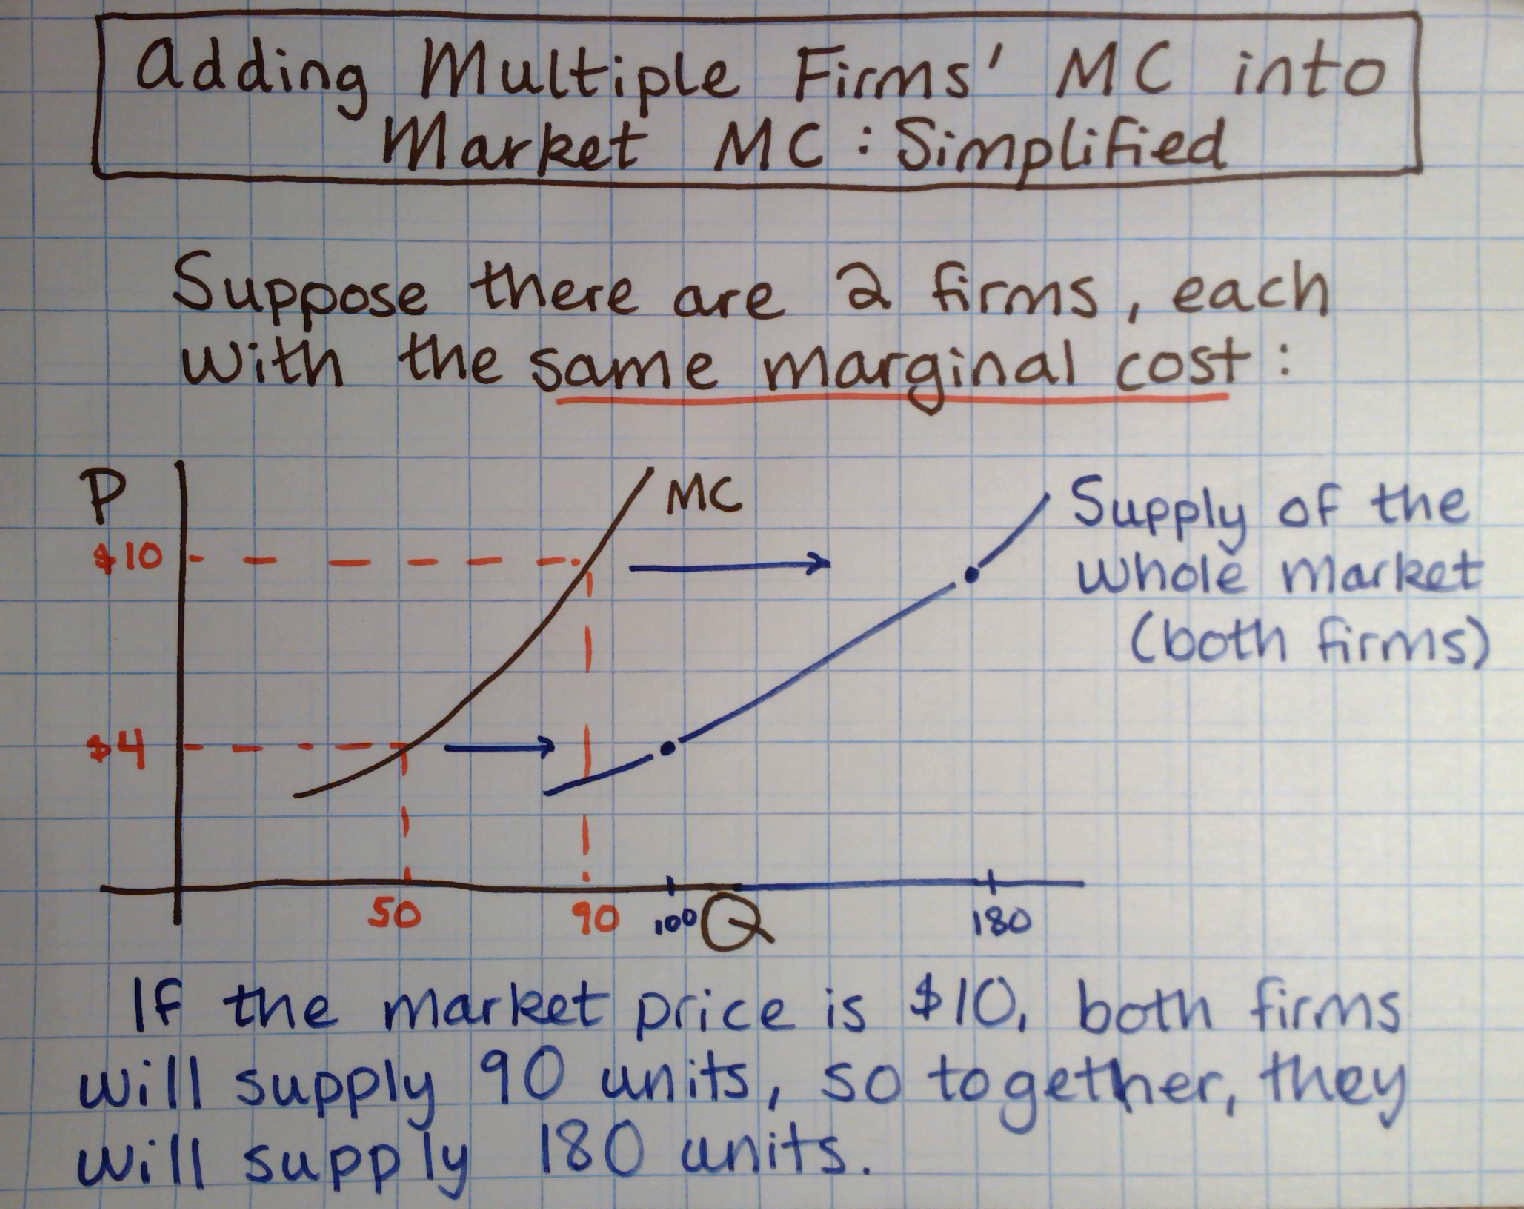 adding Multiple Firms' MC into
Market MC : Simplified
Suppose there are 2 firms, each
with the same marginal cost :
P
MC
Supply of the
whole market
(both firms)
$10
$4
50
90
100
Q
180
If the market price is $10, both firms
will supply 90 units, so together, they
will supply 180 units.